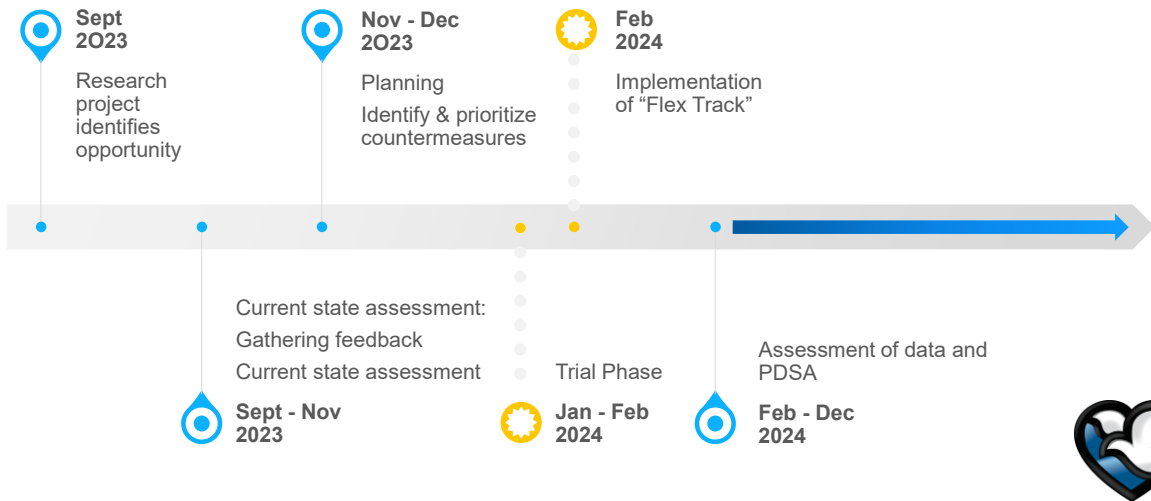 Sept
2O23
Research
project
identifies
opportunity
Nov - Dec
2O23
Planning
Identify & prioritize
countermeasures
Feb
2024
Implementation
of “Flex Track”
Current state assessment:
Gathering feedback
Current state assessment
Sept - Nov
2023
Trial Phase
Jan - Feb
2024
Assessment of data and
PDSA
Feb - Dec
2024